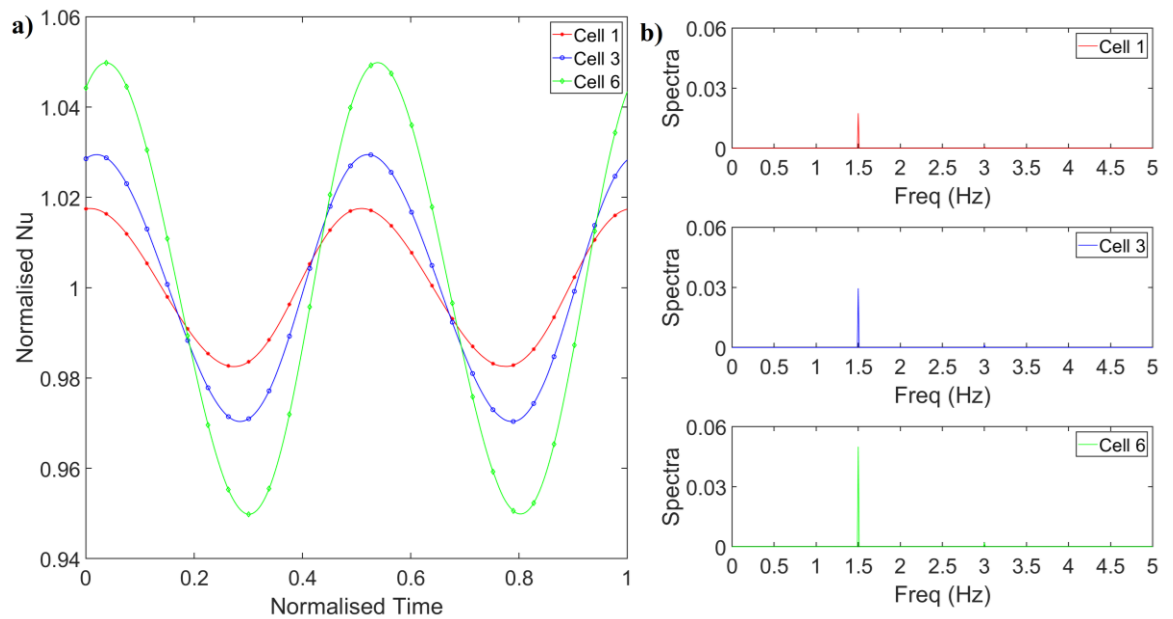 a)
1.06
1.04
1.02
1
0.98
0.96
0.94
Normalised Nu
0 0.2 0.4 0.6 0.8 1
Normalised Time
Cell 1
Cell 3
Cell 6
b)
0.06
0.03
0
Spectra
Cell 1
0 0.5 1 1.5 2 2.5 3 3.5 4 4.5 5
Freq (Hz)
0.06
0.03
0
Spectra
Cell 3
0 0.5 1 1.5 2 2.5 3 3.5 4 4.5 5
Freq (Hz)
0.06
0.03
0
Spectra
Cell 6
0 0.5 1 1.5 2 2.5 3 3.5 4 4.5 5
Freq (Hz)